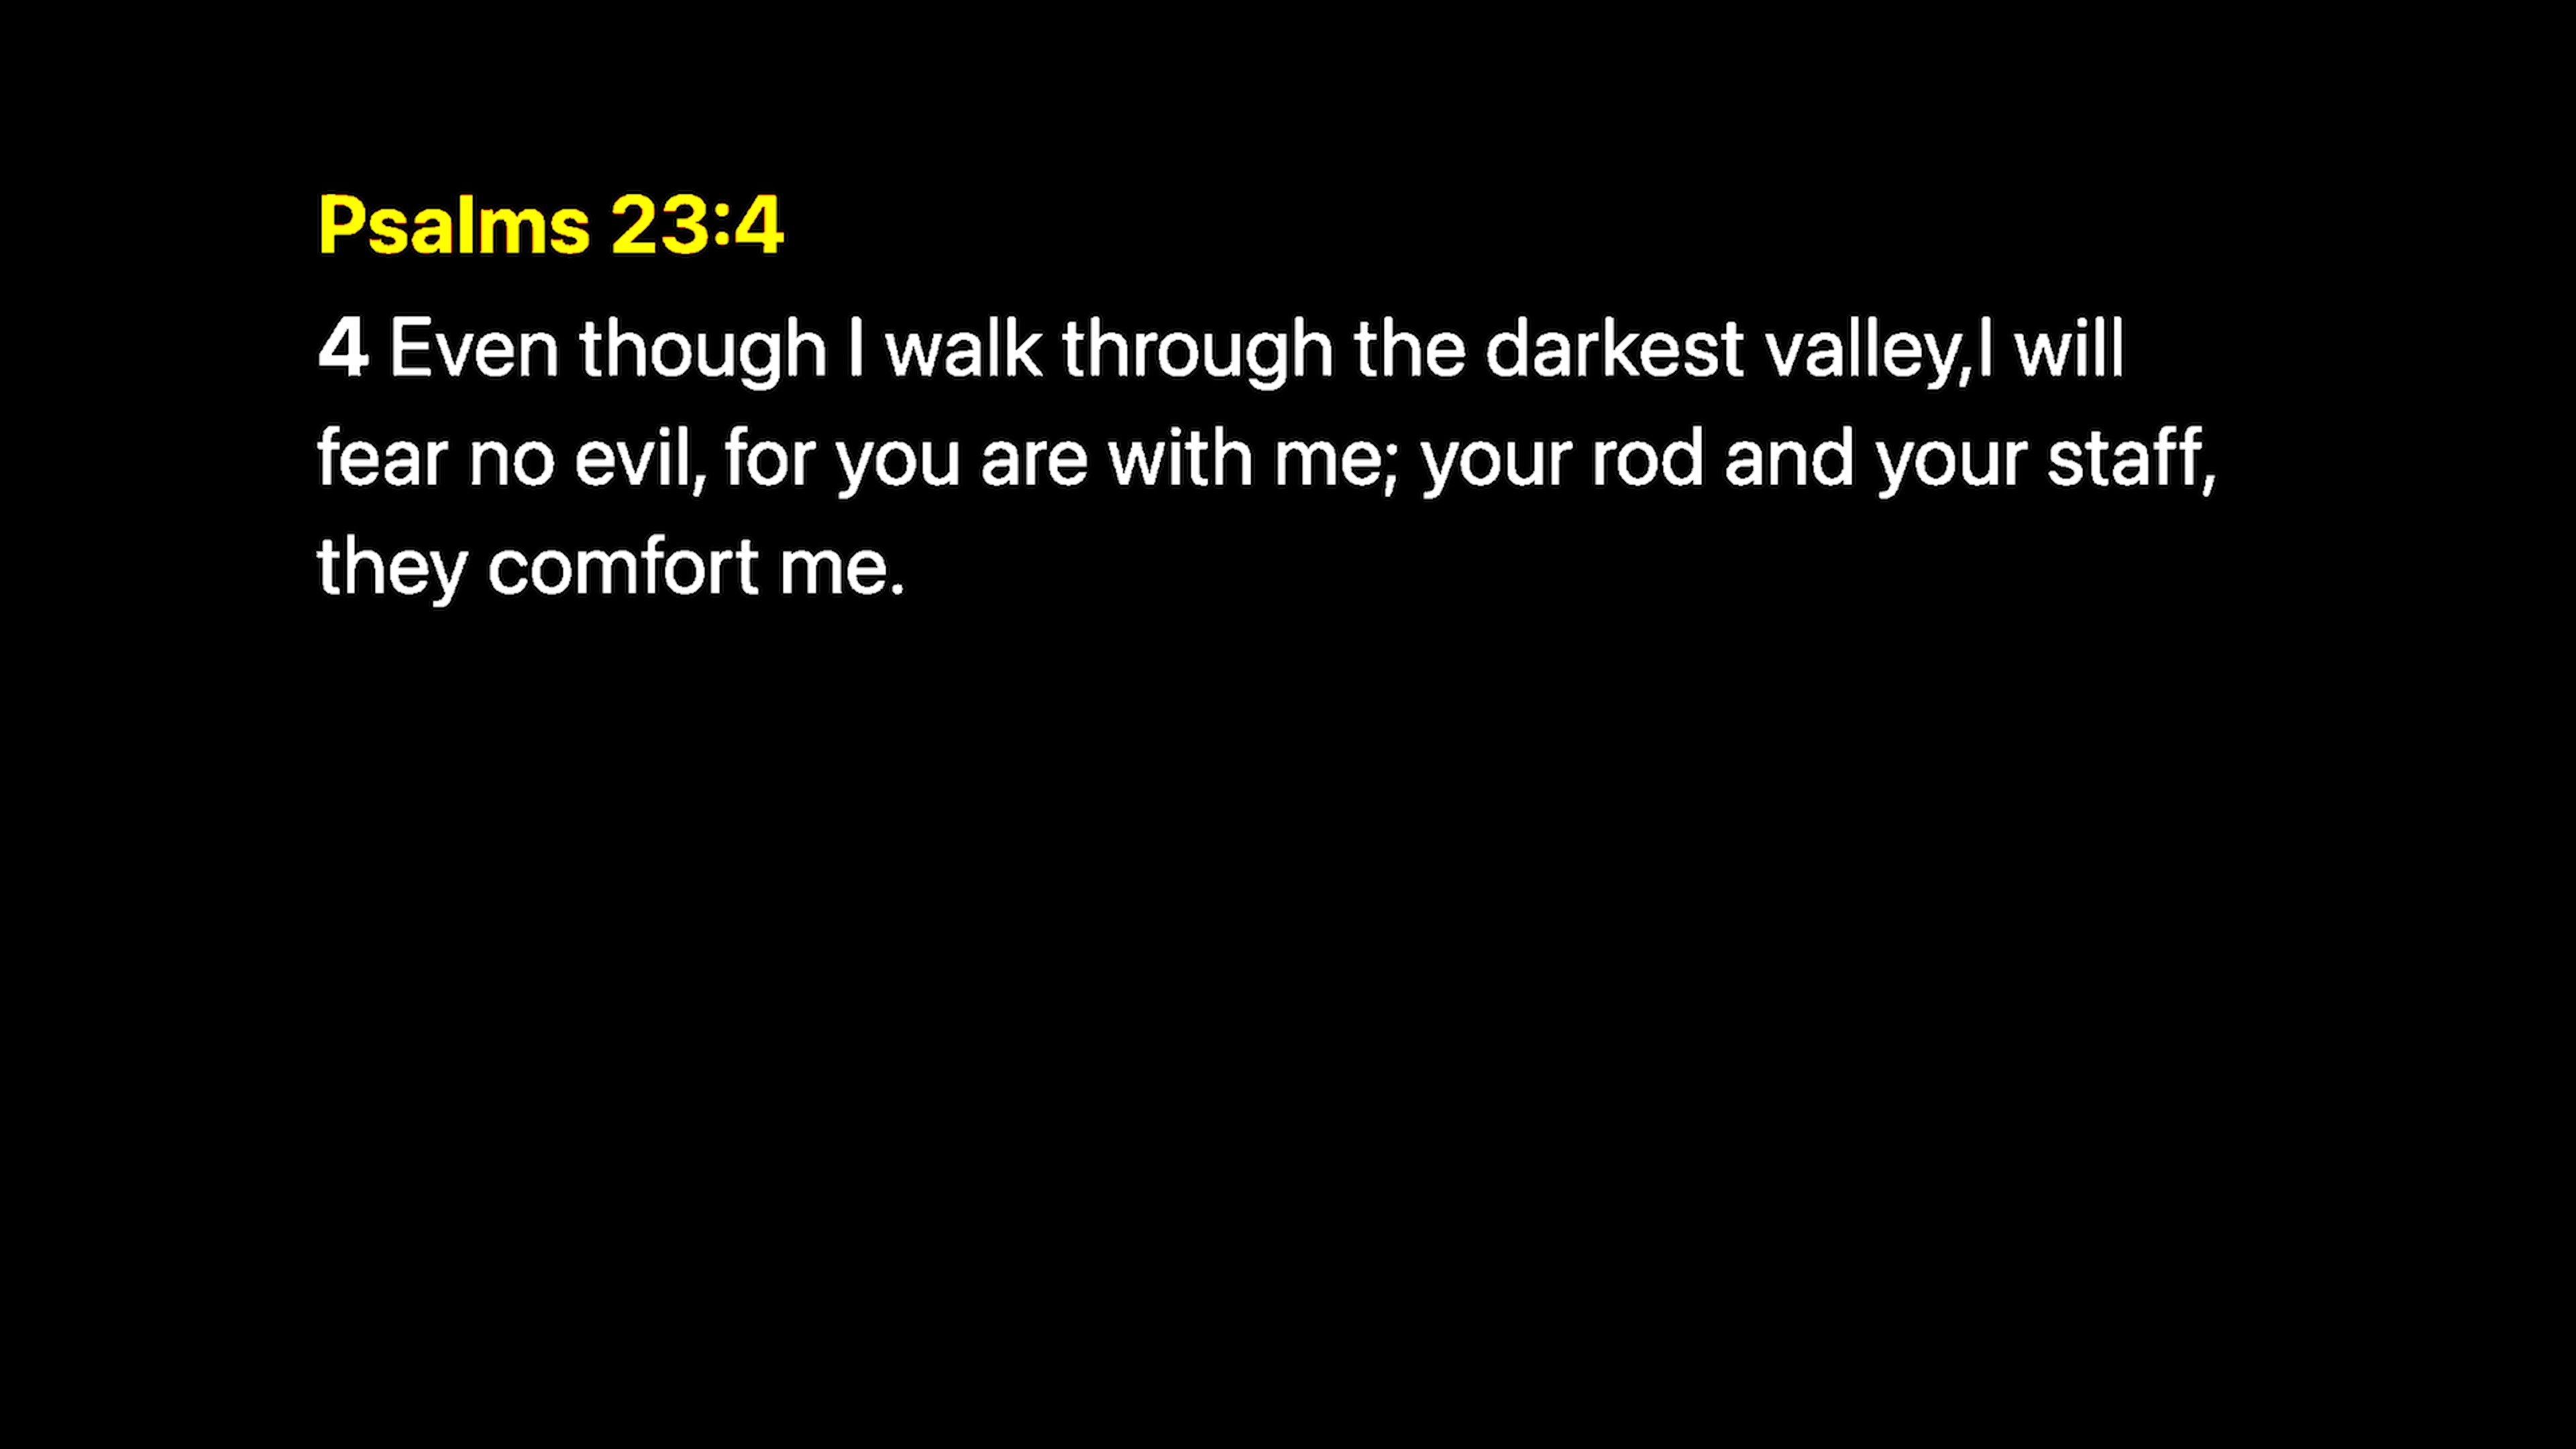 Psalms 23:4
4 Even though I walk through the darkest valley,I will
fear no evil, for you are with me; your rod and your staff,
they comfort me.